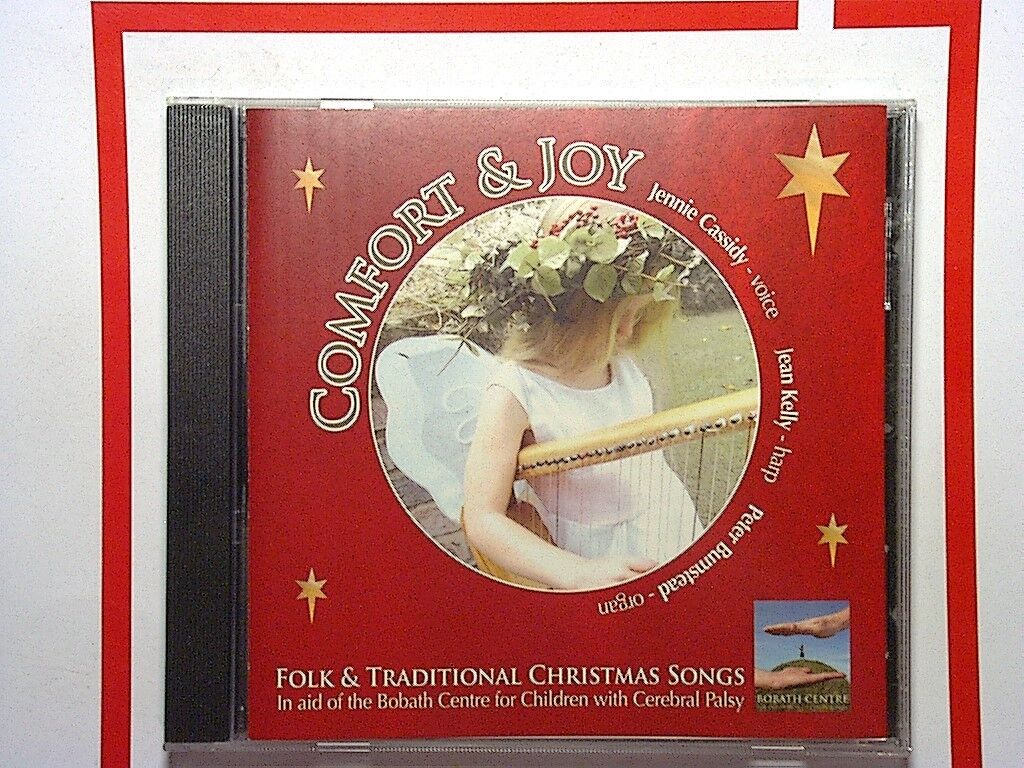 COMFORT & JOY
Jennie Cassidy - voice
Jean Kelly - harp
Peter Bumstead - organ
FOLK & TRADITIONAL CHRISTMAS SONGS
In aid of the Bobath Centre for Children with Cerebral Palsy
BOBATH CENTRE